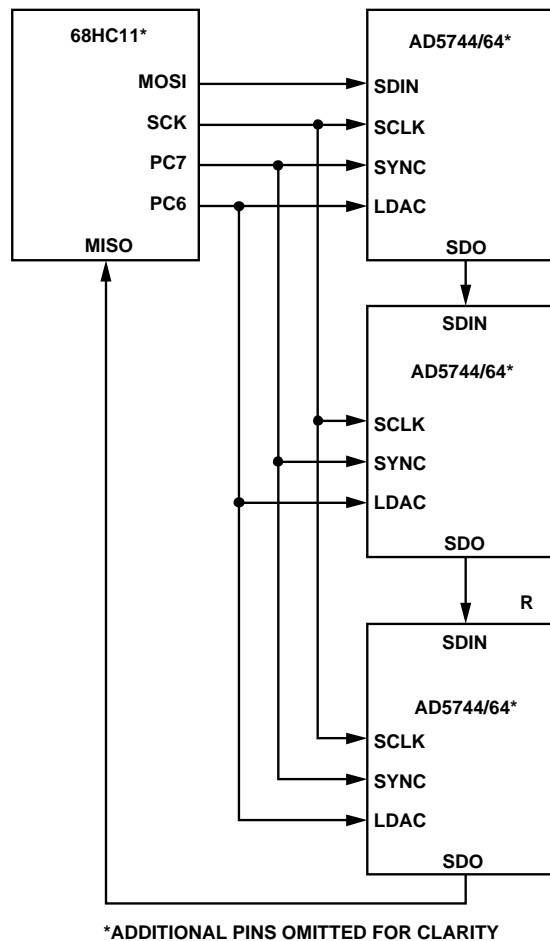 68HC11*
MOSI
SCK
PC7
PC6
MISO
AD5744/64*
SDIN
SCLK
SYNC
LDAC
SDO
SDIN
AD5744/64*
SCLK
SYNC
LDAC
SDO
R
SDIN
AD5744/64*
SCLK
SYNC
LDAC
SDO
*ADDITIONAL PINS OMITTED FOR CLARITY